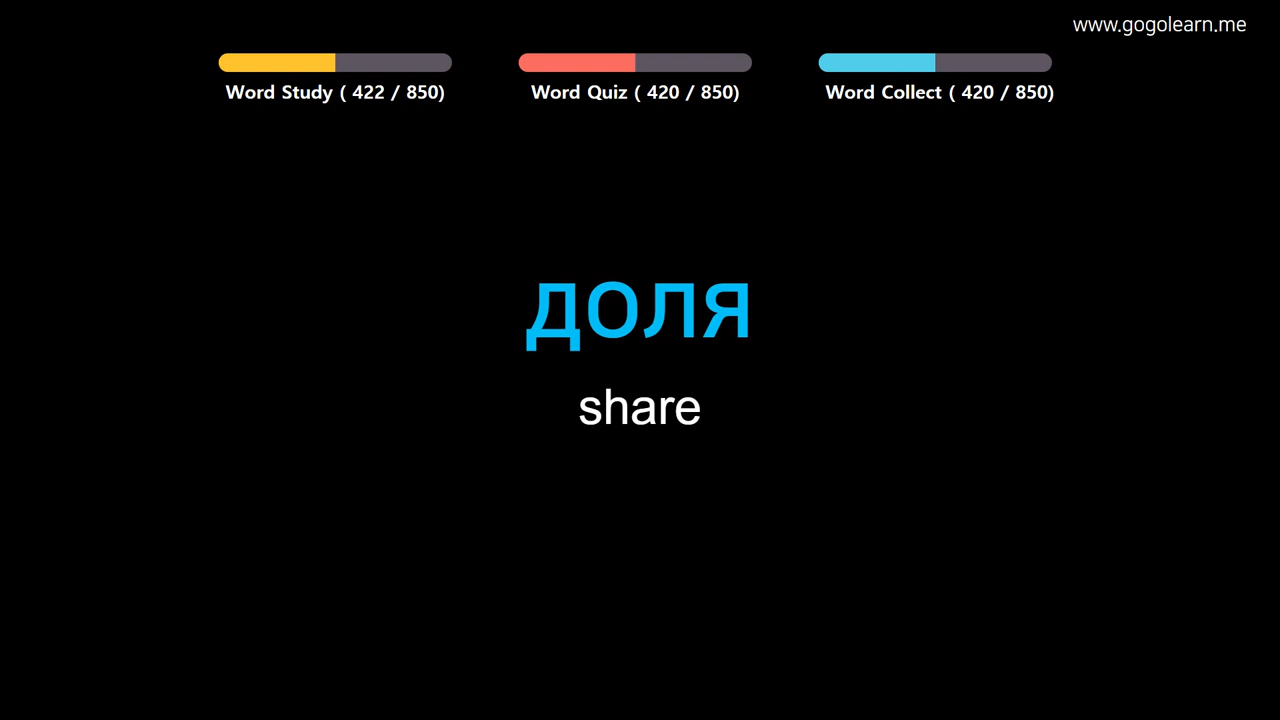 www.gogolearn.me
Word Study ( 422 / 850)
Word Quiz ( 420 / 850)
Word Collect ( 420 / 850)
доля
share